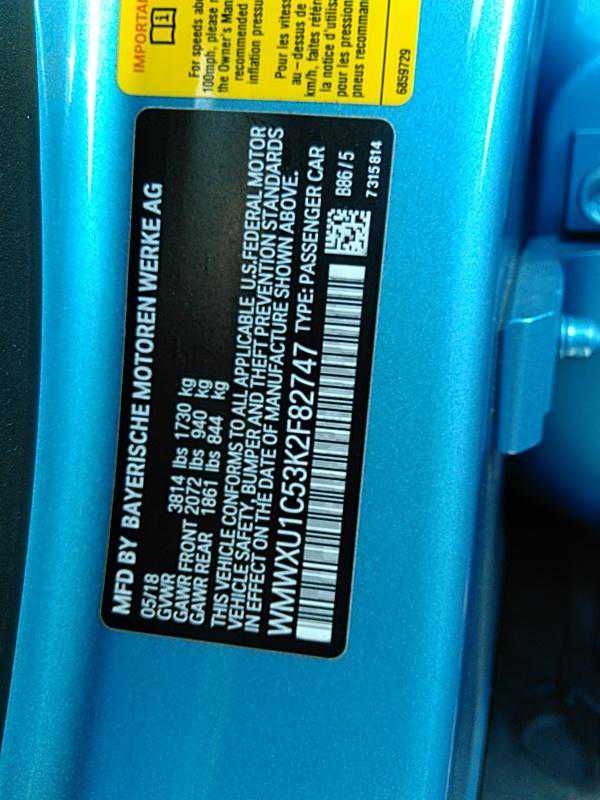 MFD BY BAYERISCHE MOTOREN WERKE AG
05/18
GVWR 3814 lbs 1730 kg
GAWR FRONT 2072 lbs 940 kg
GAWR REAR 1861 lbs 844 kg
THIS VEHICLE CONFORMS TO ALL APPLICABLE U.S.FEDERAL MOTOR
VEHICLE SAFETY, BUMPER AND THEFT PREVENTION STANDARDS
IN EFFECT ON THE DATE OF MANUFACTURE SHOWN ABOVE.
WMWXU1C53K2F82747 TYPE: PASSENGER CAR
B86/5
7315814
IMPORTA
For speeds
100mph, please
the Owner's Man
recommended
inflation pressu
Pour les vitess
au-dessus de
km/h, faites
la notice d'utilis
pour les pression
pneus recomman
6859729